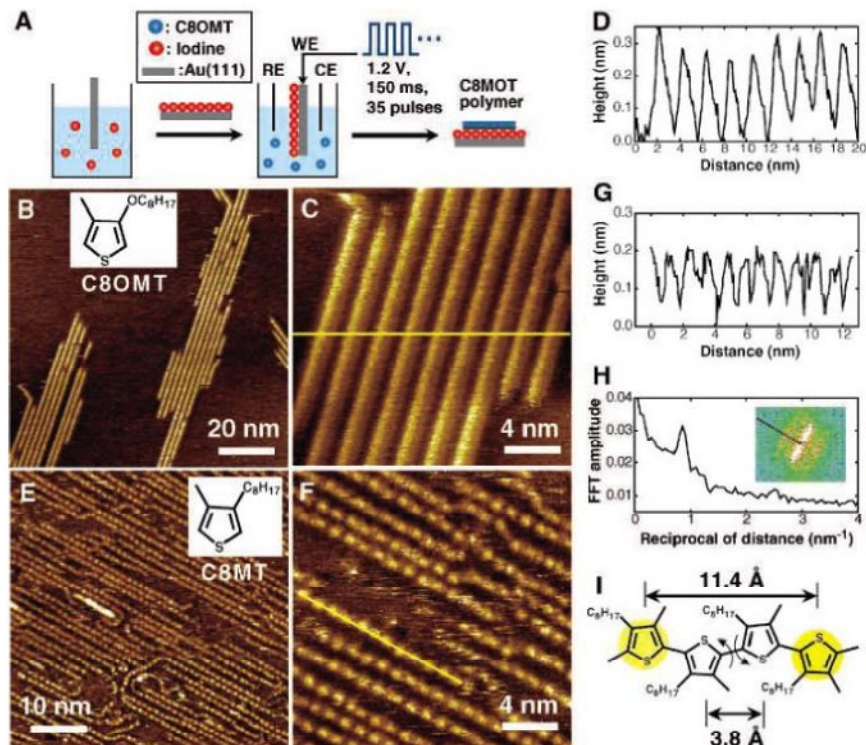 A
: C8OMT
: Iodine
:Au(111)
WE
RE
CE
1.2 V,
150 ms,
35 pulses
C8MOT
polymer
B
OC8H17
S
C8OMT
20 nm
C
4 nm
D
Height (nm)
0.3
0.2
0.1
0
0 2 4 6 8 10 12 14 16 18 20
Distance (nm)
E
C8H17
S
C8MT
10 nm
F
4 nm
G
Height (nm)
0.3
0.2
0.1
0.0
0 2 4 6 8 10 12
Distance (nm)
H
FFT amplitude
0.04
0.03
0.02
0.01
0 1 2 3 4
Reciprocal of distance (nm-1)
I
11.4 Å
C8H17
C8H17
S
S
S
S
C8H17
C8H17
3.8 Å